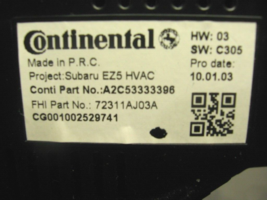 Continental HW: 03
SW: C305
Made in P.R.C. Pro date:
Project:Subaru EZ5 HVAC 10.01.03
Conti Part No.:A2C53333396
FHI Part No.: 72311AJ03A
CG001002529741